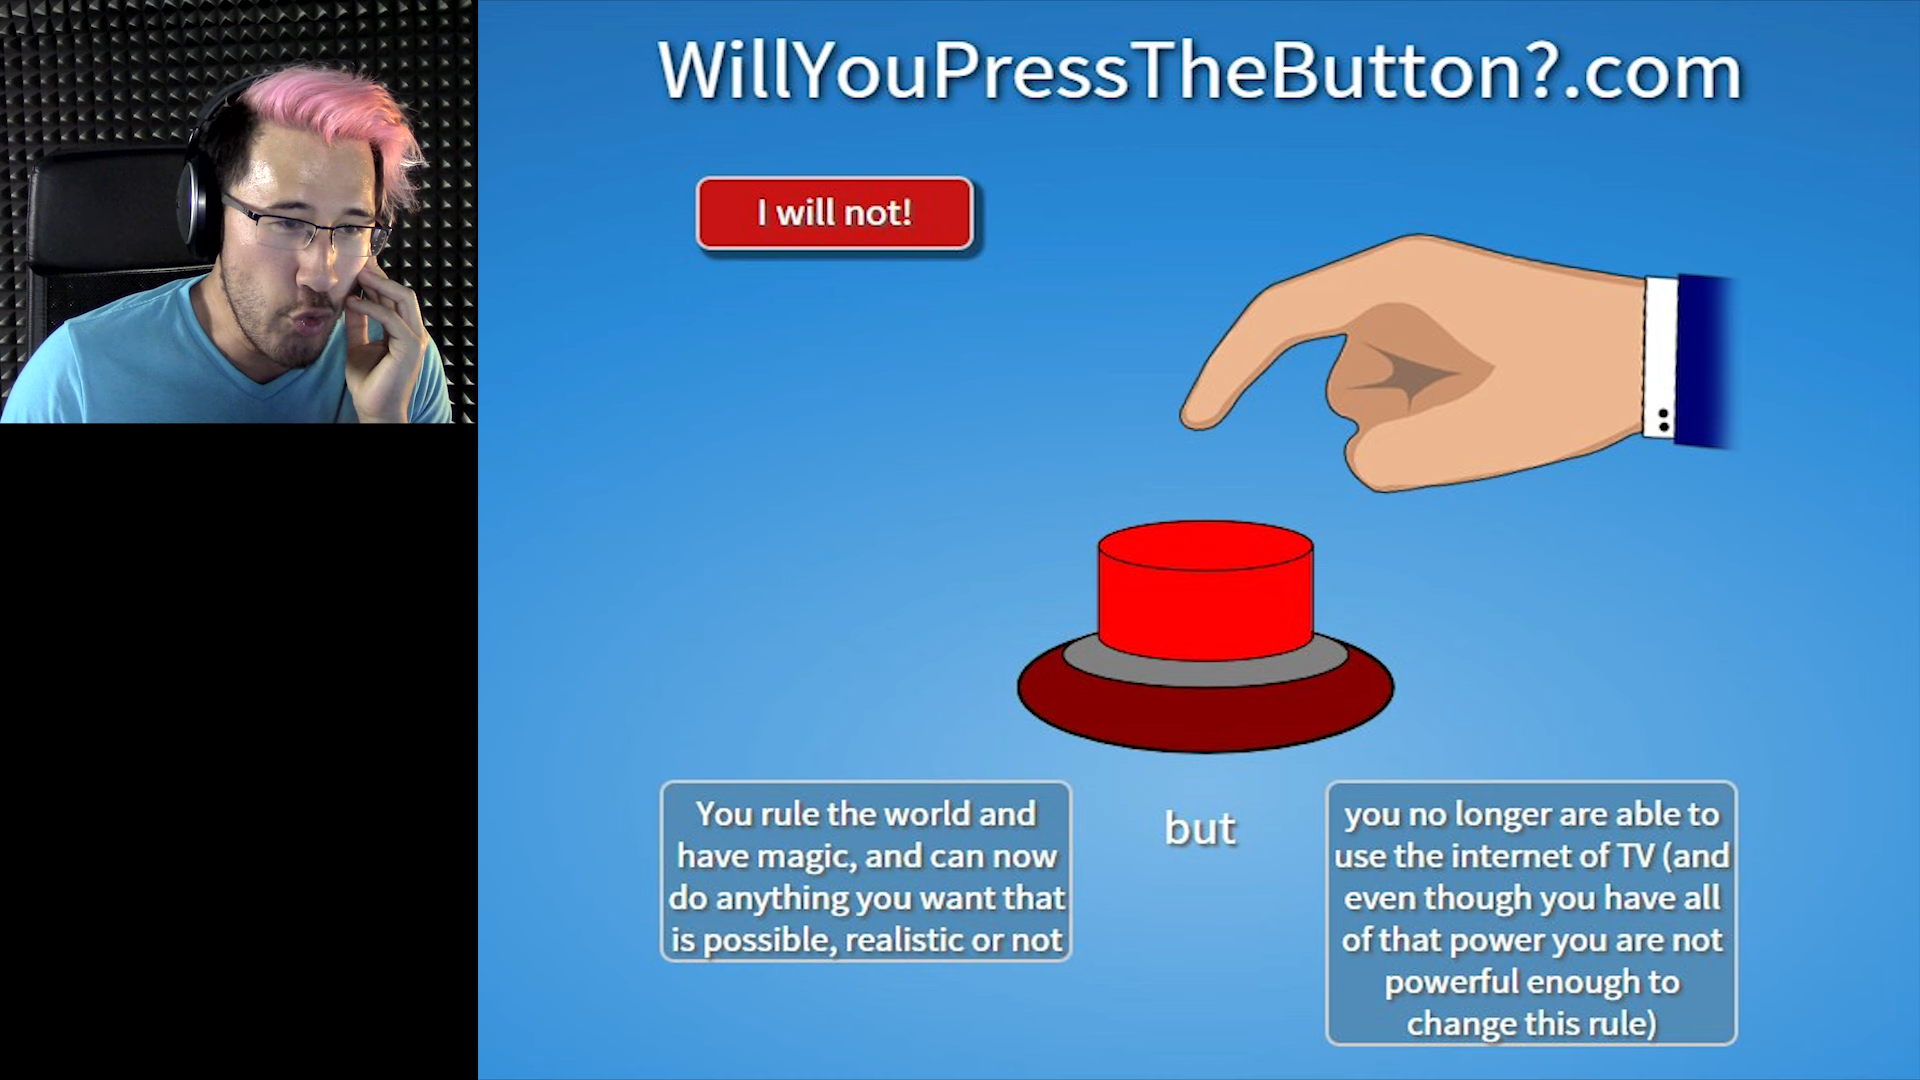 WillYouPressTheButton?.com
I will not!
You rule the world and
have magic, and can now
do anything you want that
is possible, realistic or not
but
you no longer are able to
use the internet of TV (and
even though you have all
of that power you are not
powerful enough to
change this rule)